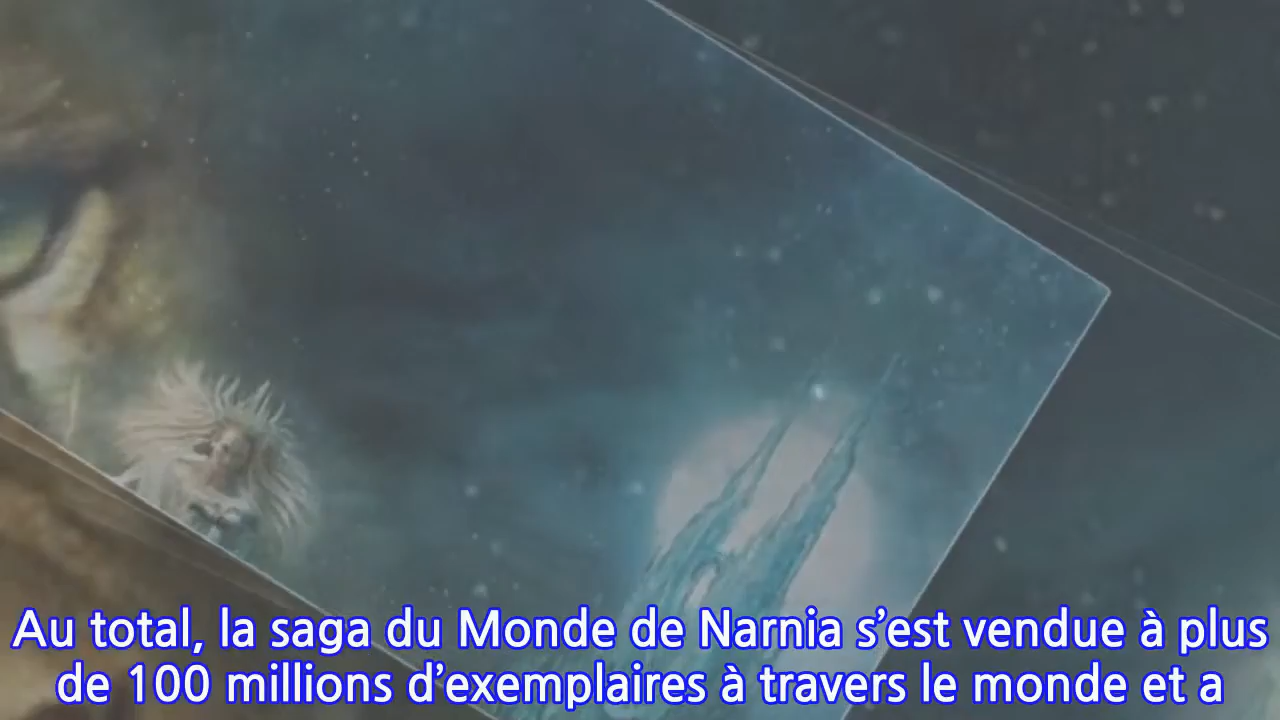 Au total, la saga du Monde de Narnia s’est vendue à plus
de 100 millions d’exemplaires à travers le monde et a